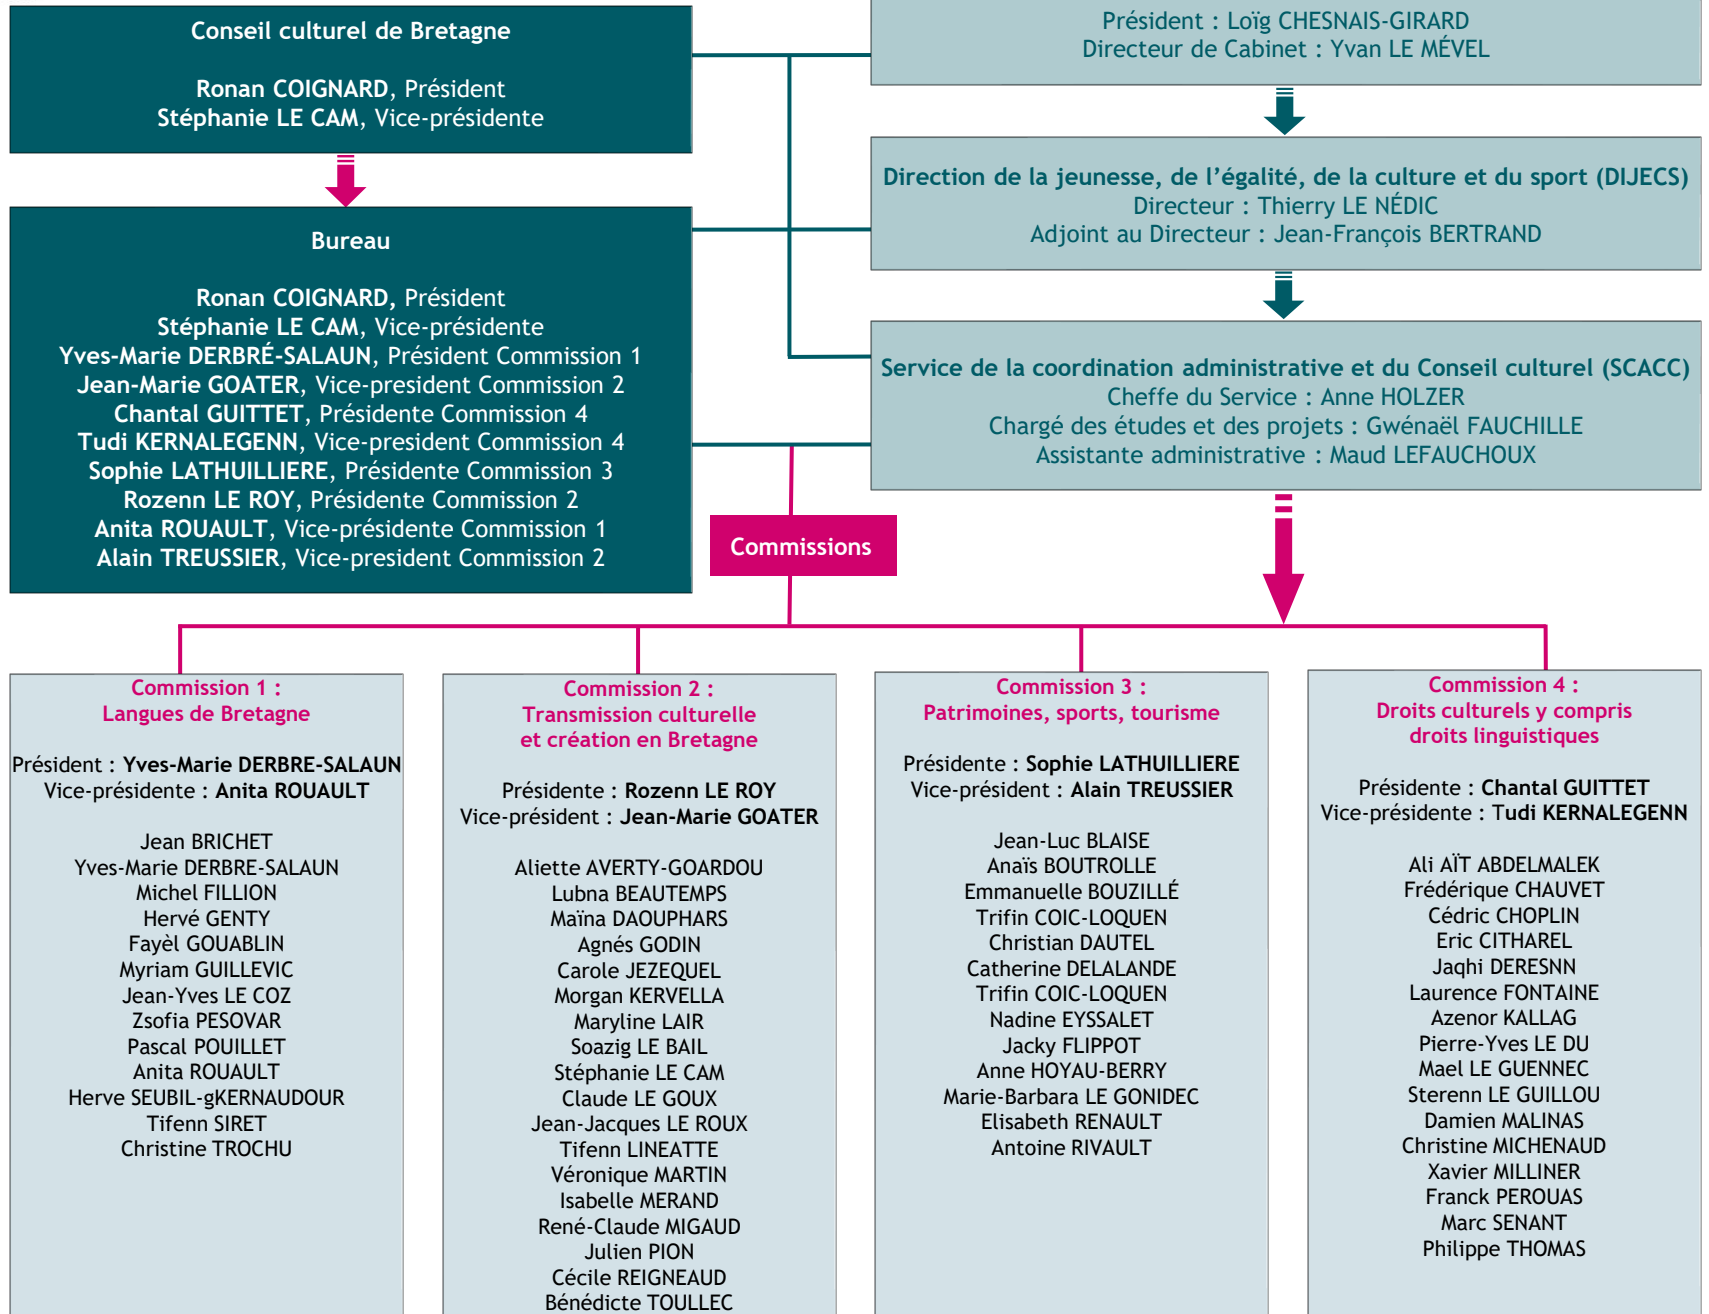 Conseil culturel de Bretagne
Ronan COIGNARD, Président
Stéphanie LE CAM, Vice-présidente
Président : Loïg CHESNAIS-GIRARD
Directeur de Cabinet : Yvan LE MÉVEL
Direction de la jeunesse, de l’égalité, de la culture et du sport (DIJECS)
Directeur : Thierry LE NÉDIC
Adjoint au Directeur : Jean-François BERTRAND
Bureau
Ronan COIGNARD, Président
Stéphanie LE CAM, Vice-présidente
Yves-Marie DERBRÉ-SALAUN, Président Commission 1
Jean-Marie GOATER, Vice-president Commission 2
Chantal GUITTET, Présidente Commission 4
Tudi KERNALEGENN, Vice-president Commission 4
Sophie LATHUILLIERE, Présidente Commission 3
Rozenn LE ROY, Présidente Commission 2
Anita ROUAULT, Vice-présidente Commission 1
Alain TREUSSIER, Vice-president Commission 2
Service de la coordination administrative et du Conseil culturel (SCACC)
Cheffe du Service : Anne HOLZER
Chargé des études et des projets : Gwénaël FAUCHILLE
Assistante administrative : Maud LEFAUCHOUX
Commissions
Commission 1 :
Langues de Bretagne
Président : Yves-Marie DERBRE-SALAUN
Vice-présidente : Anita ROUAULT
Jean BRICHET
Yves-Marie DERBRE-SALAUN
Michel FILLION
Hervé GENTY
Fayèl GOUABLIN
Myriam GUILLEVIC
Jean-Yves LE COZ
Zsofia PESOVAR
Pascal POUILLET
Anita ROUAULT
Herve SEUBIL-gKERNAUDOUR
Tifenn SIRET
Christine TROCHU
Commission 2 :
Transmission culturelle
et création en Bretagne
Présidente : Rozenn LE ROY
Vice-président : Jean-Marie GOATER
Aliette AVERTY-GOARDOU
Lubna BEAUTEMPS
Maïna DAOUPHARS
Agnés GODIN
Carole JEZEQUEL
Morgan KERVELLA
Maryline LAIR
Soazig LE BAIL
Stéphanie LE CAM
Claude LE GOUX
Jean-Jacques LE ROUX
Tifenn LINEATTE
Véronique MARTIN
Isabelle MERAND
René-Claude MIGAUD
Julien PION
Cécile REIGNEAUD
Bénédicte TOULLEC
Commission 3 :
Patrimoines, sports, tourisme
Présidente : Sophie LATHUILLIERE
Vice-président : Alain TREUSSIER
Jean-Luc BLAISE
Anaïs BOUTROLLE
Emmanuelle BOUZILLÉ
Trifin COIC-LOQUEN
Christian DAUTEL
Catherine DELALANDE
Trifin COIC-LOQUEN
Nadine EYSSALET
Jacky FLIPPOT
Anne HOYAU-BERRY
Marie-Barbara LE GONIDEC
Elisabeth RENAULT
Antoine RIVAULT
Commission 4 :
Droits culturels y compris
droits linguistiques
Présidente : Chantal GUITTET
Vice-présidente : Tudi KERNALEGENN
Ali AÏT ABDELMALEK
Frédérique CHAUVET
Cédric CHOPLIN
Eric CITHAREL
Jaqhi DERESNN
Laurence FONTAINE
Azenor KALLAG
Pierre-Yves LE DU
Mael LE GUENNEC
Sterenn LE GUILLOU
Damien MALINAS
Christine MICHENAUD
Xavier MILLINER
Franck PEROUAS
Marc SENANT
Philippe THOMAS